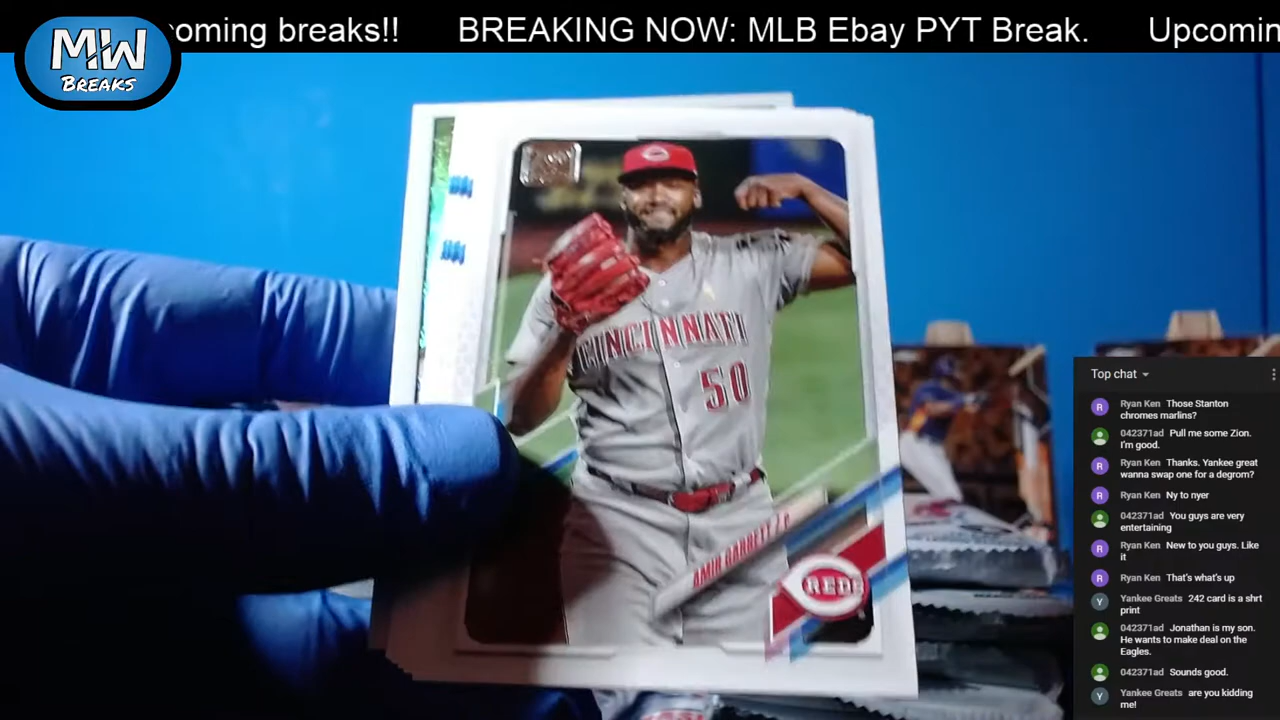 coming breaks!! BREAKING NOW: MLB Ebay PYT Break. Upcomin
MW
BREAKS
CINCINNATI
50
AMIR GARRETT / P
REDS
Top chat
R Ryan Ken Those Stanton
chromes marlins?
042371ad Pull me some Zion.
I'm good.
R Ryan Ken Thanks. Yankee great
wanna swap one for a degrom?
R Ryan Ken Ny to nyer
042371ad You guys are very
entertaining
R Ryan Ken New to you guys. Like
it
R Ryan Ken That's what's up
Y Yankee Greats 242 card is a shrt
print
042371ad Jonathan is my son.
He wants to make deal on the
Eagles.
042371ad Sounds good.
Y Yankee Greats are you kidding
me!